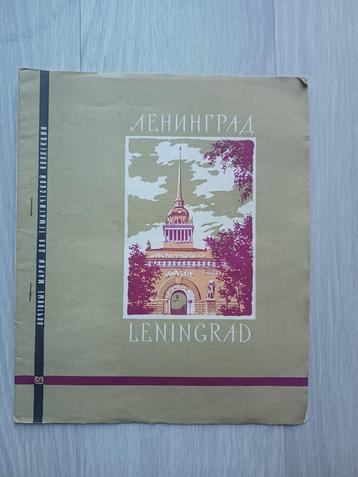 ЛЕНИНГРАД
LENINGRAD
ПОЧТОВЫЕ МАРКИ ДЛЯ ТЕМАТИЧЕСКОЙ КОЛЛЕКЦИИ